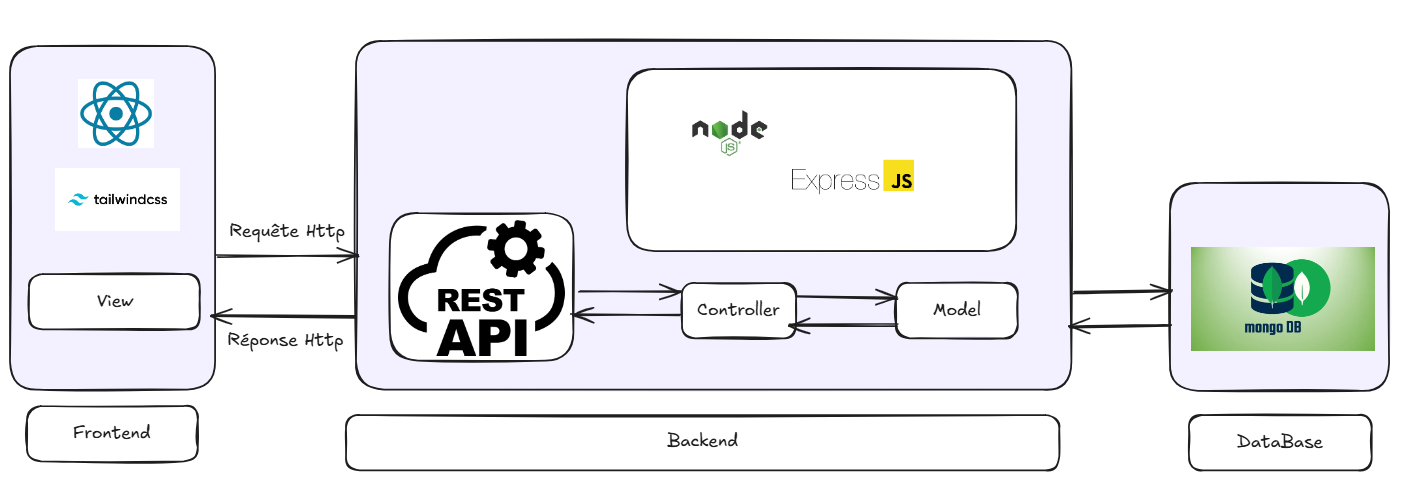 tailwindcss
View
Frontend
Requête Http
Réponse Http
node
JS
Express JS
REST
API
Controller
Model
Backend
mongo DB
DataBase